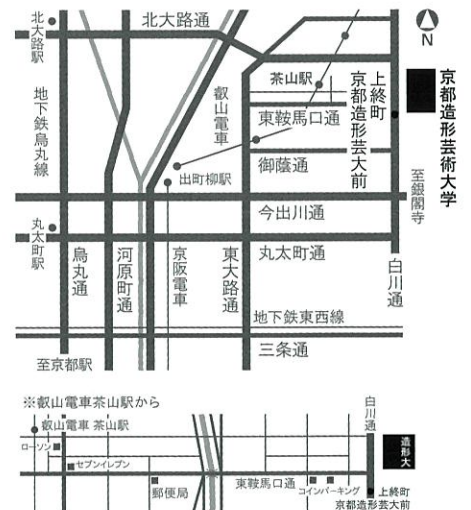 北大路通
北大路駅
N
茶山駅
上終町
京都造形芸大前
京都造形芸術大学
地下鉄烏丸線
叡山電車
東鞍馬口通
御蔭通
出町柳駅
至銀閣寺
今出川通
丸太町駅
烏丸通
河原町通
京阪電車
東大路通
丸太町通
白川通
地下鉄東西線
三条通
至京都駅
※叡山電車茶山駅から
白川通
叡山電車 茶山駅
ローソン
セブンイレブン
造形大
郵便局
東鞍馬口通
コインパーキング
上終町
京都造形芸大前